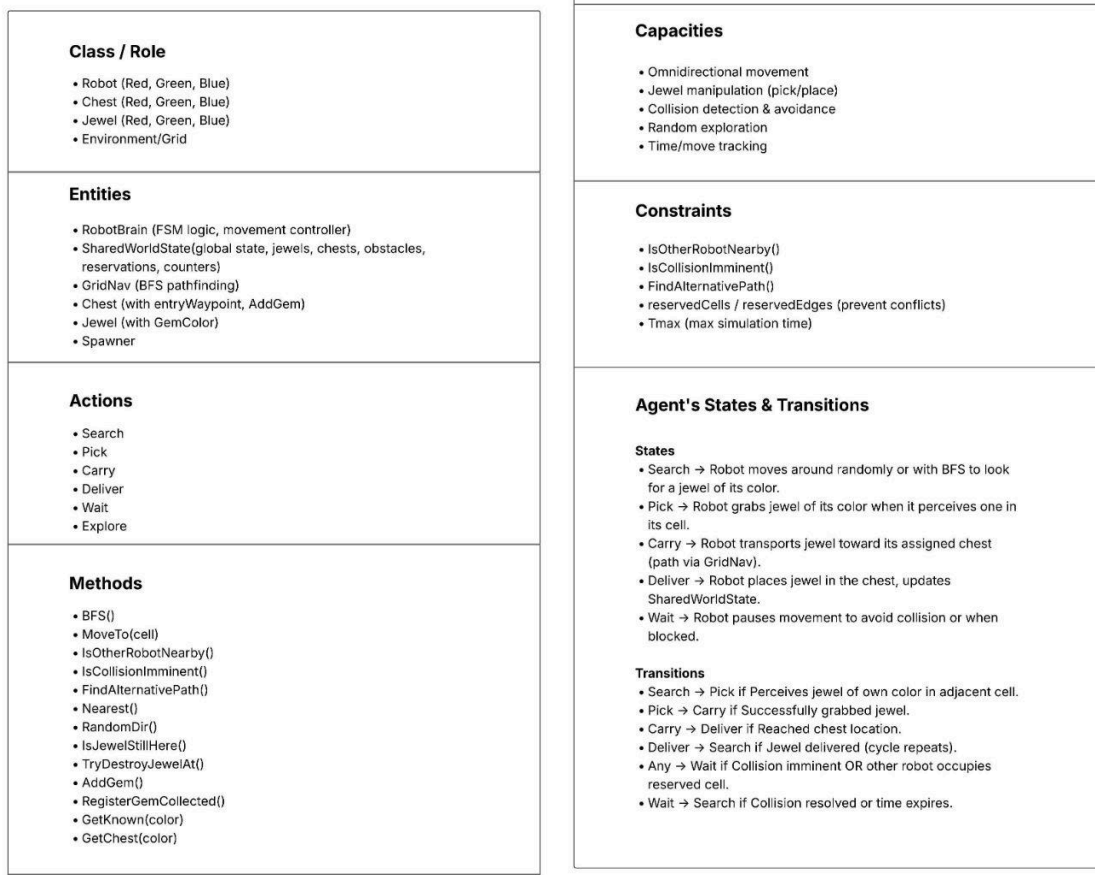 Class / Role
• Robot (Red, Green, Blue)
• Chest (Red, Green, Blue)
• Jewel (Red, Green, Blue)
• Environment/Grid
Entities
• RobotBrain (FSM logic, movement controller)
• SharedWorldState(global state, jewels, chests, obstacles,
reservations, counters)
• GridNav (BFS pathfinding)
• Chest (with entryWaypoint, AddGem)
• Jewel (with GemColor)
• Spawner
Actions
• Search
• Pick
• Carry
• Deliver
• Wait
• Explore
Methods
• BFS()
• MoveTo(cell)
• IsOtherRobotNearby()
• IsCollisionImminent()
• FindAlternativePath()
• Nearest()
• RandomDir()
• IsJewelStillHere()
• TryDestroyJewelAt()
• AddGem()
• RegisterGemCollected()
• GetKnown(color)
• GetChest(color)
Capacities
• Omnidirectional movement
• Jewel manipulation (pick/place)
• Collision detection & avoidance
• Random exploration
• Time/move tracking
Constraints
• IsOtherRobotNearby()
• IsCollisionImminent()
• FindAlternativePath()
• reservedCells / reservedEdges (prevent conflicts)
• Tmax (max simulation time)
Agent's States & Transitions
States
• Search → Robot moves around randomly or with BFS to look
for a jewel of its color.
• Pick → Robot grabs jewel of its color when it perceives one in
its cell.
• Carry → Robot transports jewel toward its assigned chest
(path via GridNav).
• Deliver → Robot places jewel in the chest, updates
SharedWorldState.
• Wait → Robot pauses movement to avoid collision or when
blocked.
Transitions
• Search → Pick if Perceives jewel of own color in adjacent cell.
• Pick → Carry if Successfully grabbed jewel.
• Carry → Deliver if Reached chest location.
• Deliver → Search if Jewel delivered (cycle repeats).
• Any → Wait if Collision imminent OR other robot occupies
reserved cell.
• Wait → Search if Collision resolved or time expires.